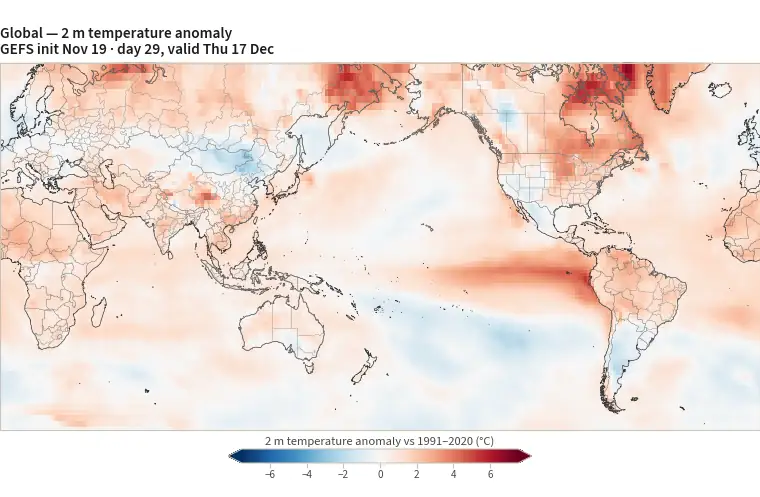 Global — 2 m temperature anomaly
GEFS init Nov 19 · day 29, valid Thu 17 Dec
2 m temperature anomaly vs 1991–2020 (°C)
−6 −4 −2 0 2 4 6